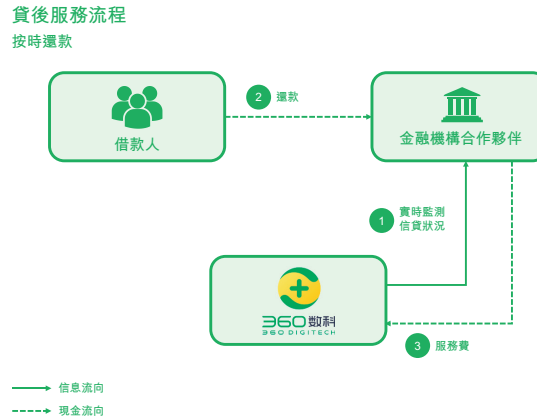 貸後服務流程
按時還款
2 還款
借款人
金融機構合作夥伴
1 實時監測
信貸狀況
360數科
360 DIGITECH
3 服務費
信息流向
現金流向